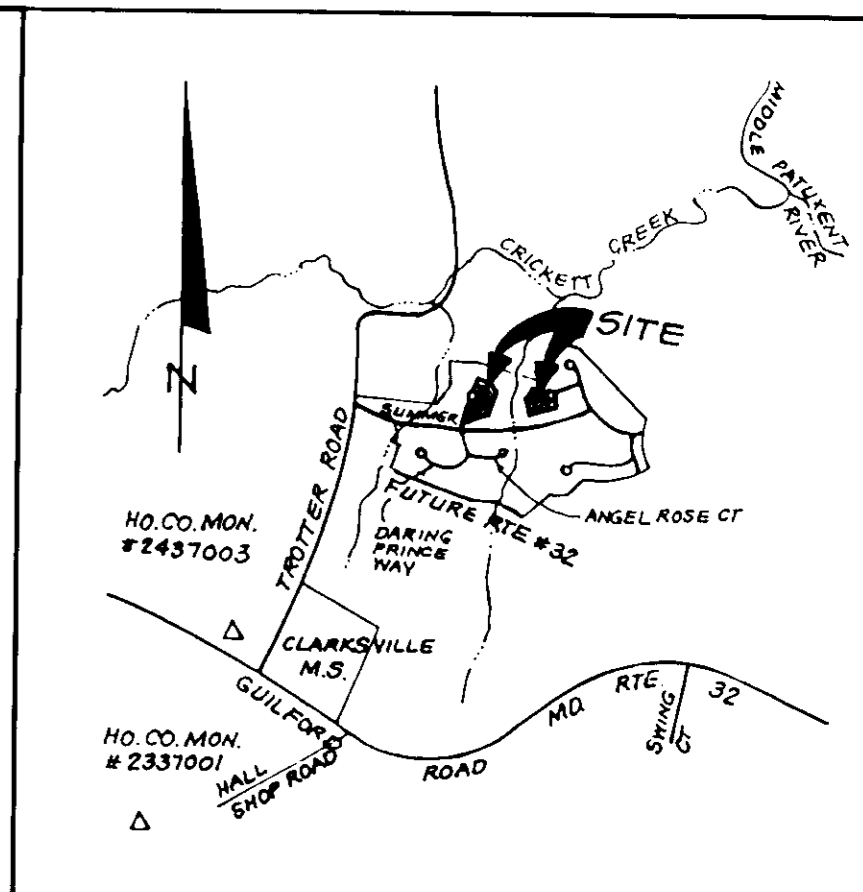 MIDDLE
PATUXENT
RIVER
CRICKETT CREEK
SITE
N
SUMMER
TROTTER ROAD
FUTURE RTE #32
ANGEL ROSE CT
DARING
PRINCE
WAY
HO. CO. MON.
#2437003
CLARKSVILLE
M.S.
GUILFORD ROAD
MD. RTE. 32
SWING
CT
HO. CO. MON.
# 2337001
HALL
SHOP ROAD